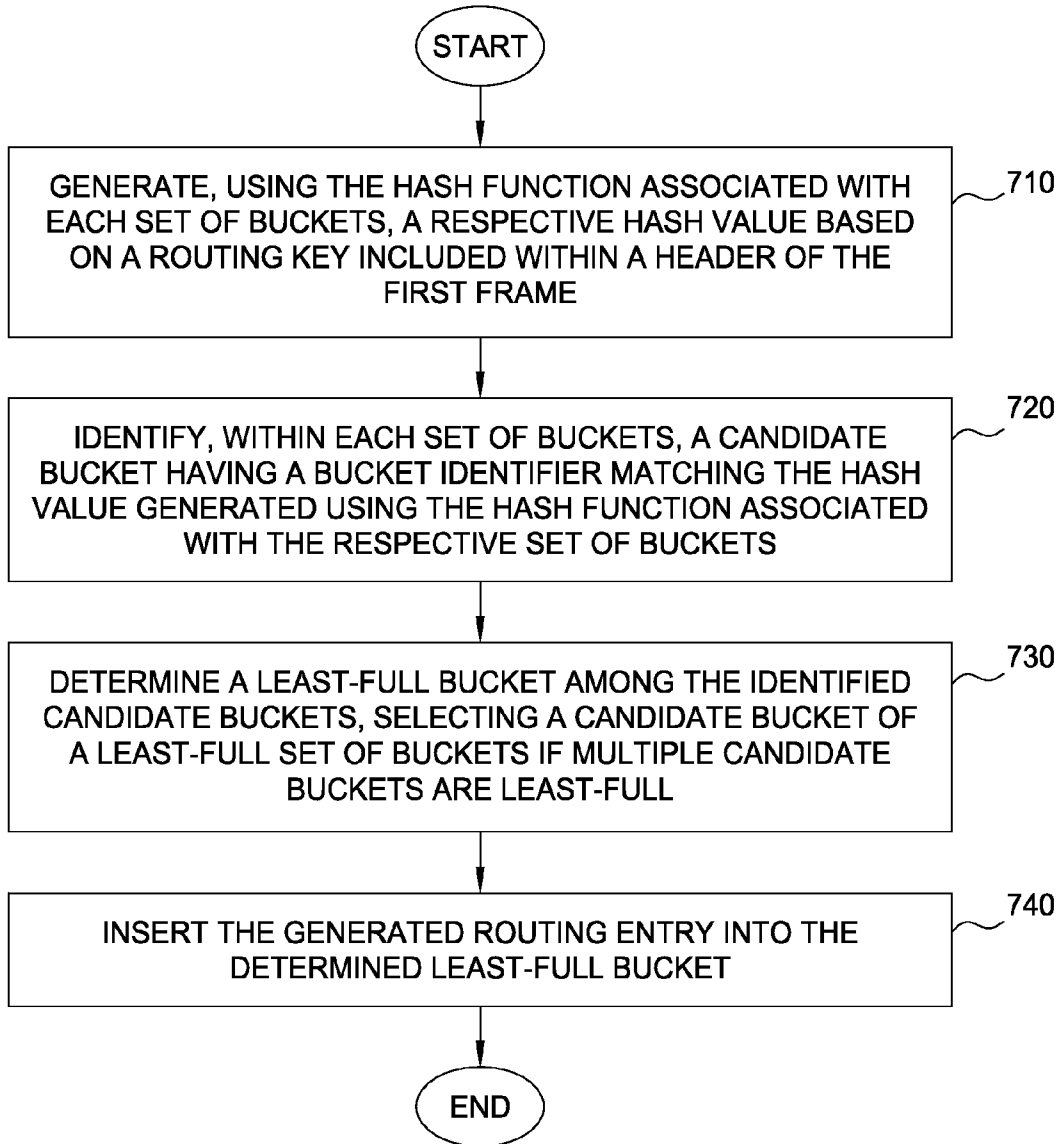 START
GENERATE, USING THE HASH FUNCTION ASSOCIATED WITH
EACH SET OF BUCKETS, A RESPECTIVE HASH VALUE BASED
ON A ROUTING KEY INCLUDED WITHIN A HEADER OF THE
FIRST FRAME
710
IDENTIFY, WITHIN EACH SET OF BUCKETS, A CANDIDATE
BUCKET HAVING A BUCKET IDENTIFIER MATCHING THE HASH
VALUE GENERATED USING THE HASH FUNCTION ASSOCIATED
WITH THE RESPECTIVE SET OF BUCKETS
720
DETERMINE A LEAST-FULL BUCKET AMONG THE IDENTIFIED
CANDIDATE BUCKETS, SELECTING A CANDIDATE BUCKET OF
A LEAST-FULL SET OF BUCKETS IF MULTIPLE CANDIDATE
BUCKETS ARE LEAST-FULL
730
INSERT THE GENERATED ROUTING ENTRY INTO THE
DETERMINED LEAST-FULL BUCKET
740
END